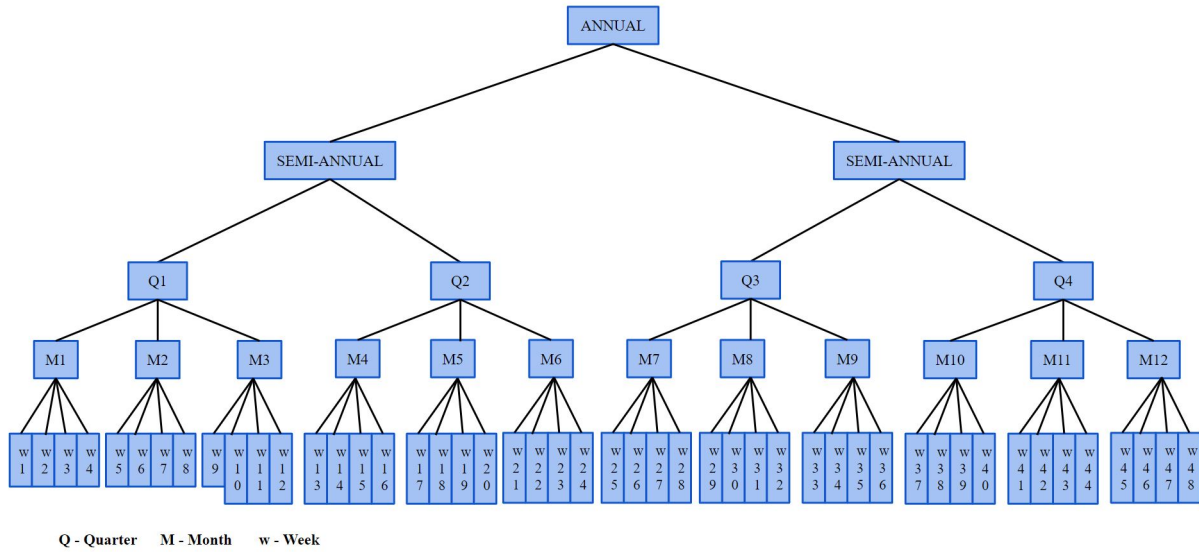 ANNUAL
SEMI-ANNUAL SEMI-ANNUAL
Q1 Q2 Q3 Q4
M1 M2 M3 M4 M5 M6 M7 M8 M9 M10 M11 M12
w1 w2 w3 w4 w5 w6 w7 w8 w9 w10 w11 w12 w13 w14 w15 w16 w17 w18 w19 w20 w21 w22 w23 w24 w25 w26 w27 w28 w29 w30 w31 w32 w33 w34 w35 w36 w37 w38 w39 w40 w41 w42 w43 w44 w45 w46 w47 w48
Q - Quarter M - Month w - Week